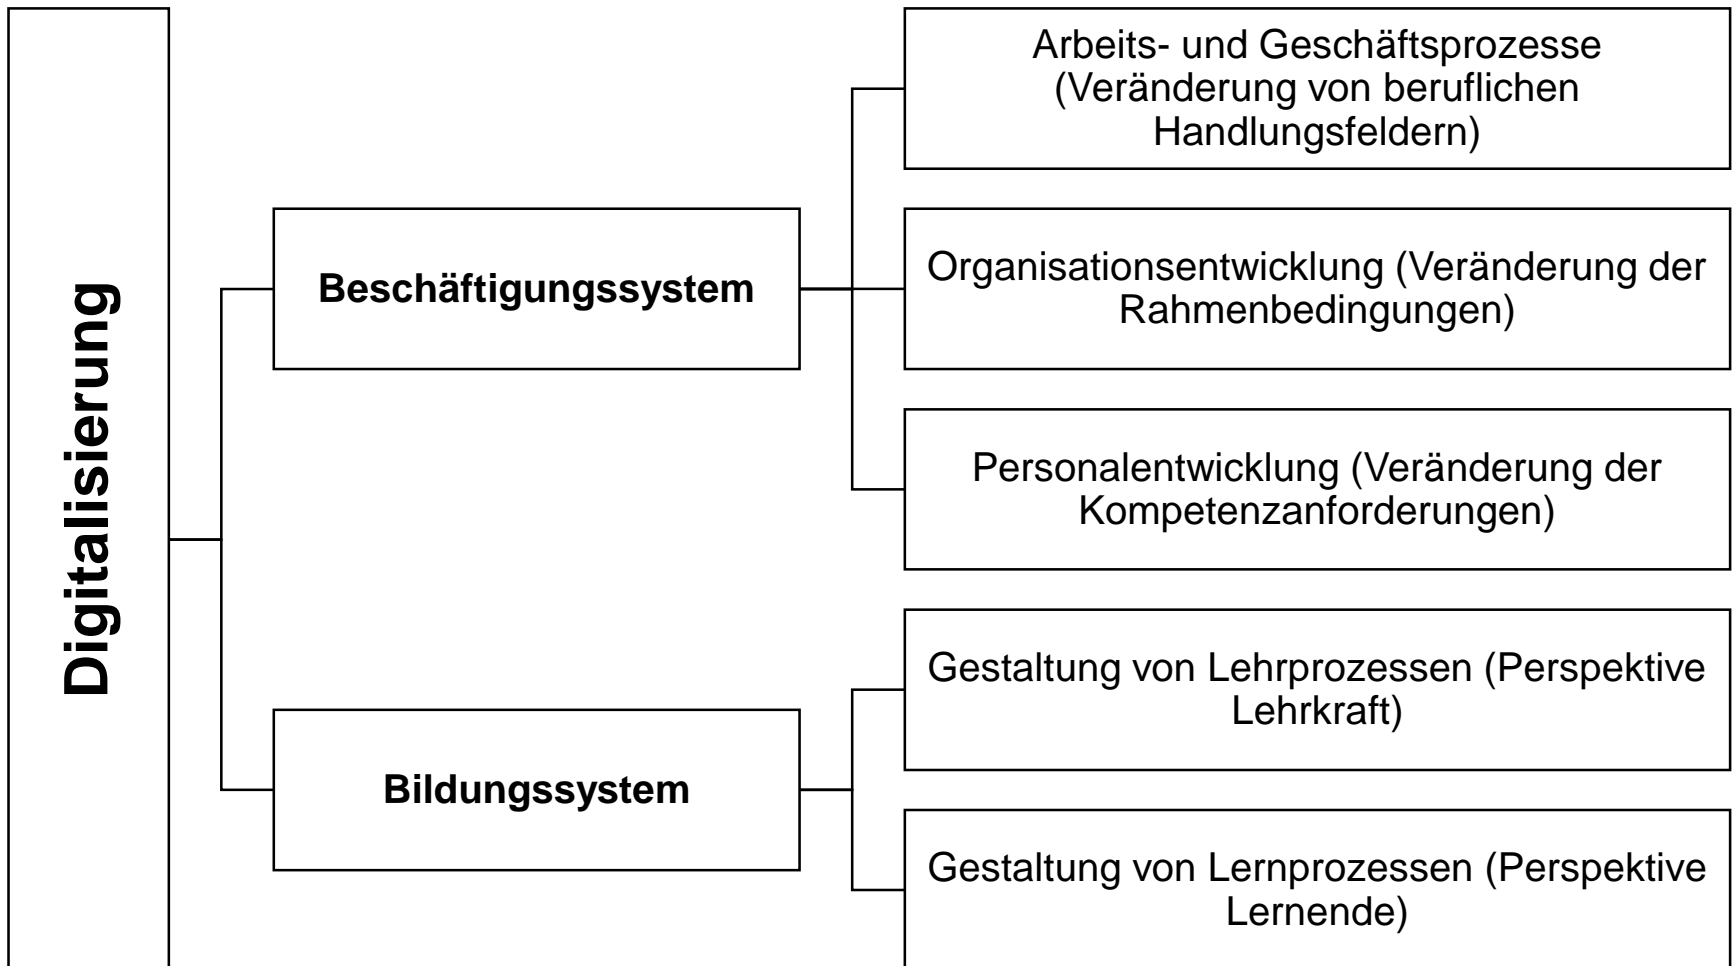 Digitalisierung
Beschäftigungssystem
Arbeits- und Geschäftsprozesse
(Veränderung von beruflichen
Handlungsfeldern)
Organisationsentwicklung (Veränderung der
Rahmenbedingungen)
Personalentwicklung (Veränderung der
Kompetenzanforderungen)
Bildungssystem
Gestaltung von Lehrprozessen (Perspektive
Lehrkraft)
Gestaltung von Lernprozessen (Perspektive
Lernende)